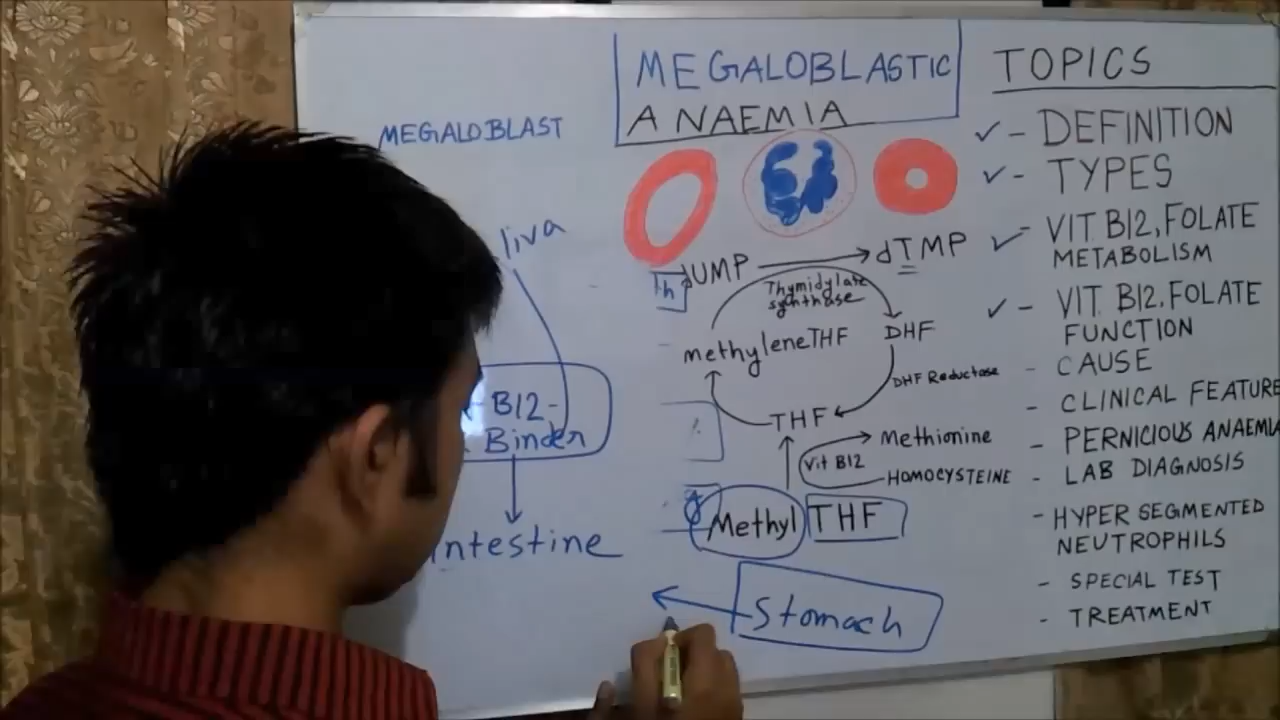 MEGALOBLASTIC
ANAEMIA
MEGALOBLAST
liva
B12-
Binder
ntestine
dUMP
dTMP
Thymidylate
synthase
methyleneTHF
DHF
DHF Reductase
THF
Methionine
Vit B12
HOMOCYSTEINE
Methyl THF
Stomach
TOPICS
✓ - DEFINITION
✓ - TYPES
✓ - VIT B12, FOLATE
METABOLISM
✓ - VIT B12, FOLATE
FUNCTION
- CAUSE
- CLINICAL FEATURE
- PERNICIOUS ANAEMIA
- LAB DIAGNOSIS
- HYPER SEGMENTED
NEUTROPHILS
- SPECIAL TEST
- TREATMENT